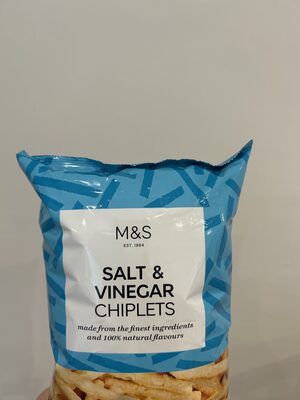 M&S
EST. 1884
SALT &
VINEGAR
CHIPLETS
made from the finest ingredients
and 100% natural flavours